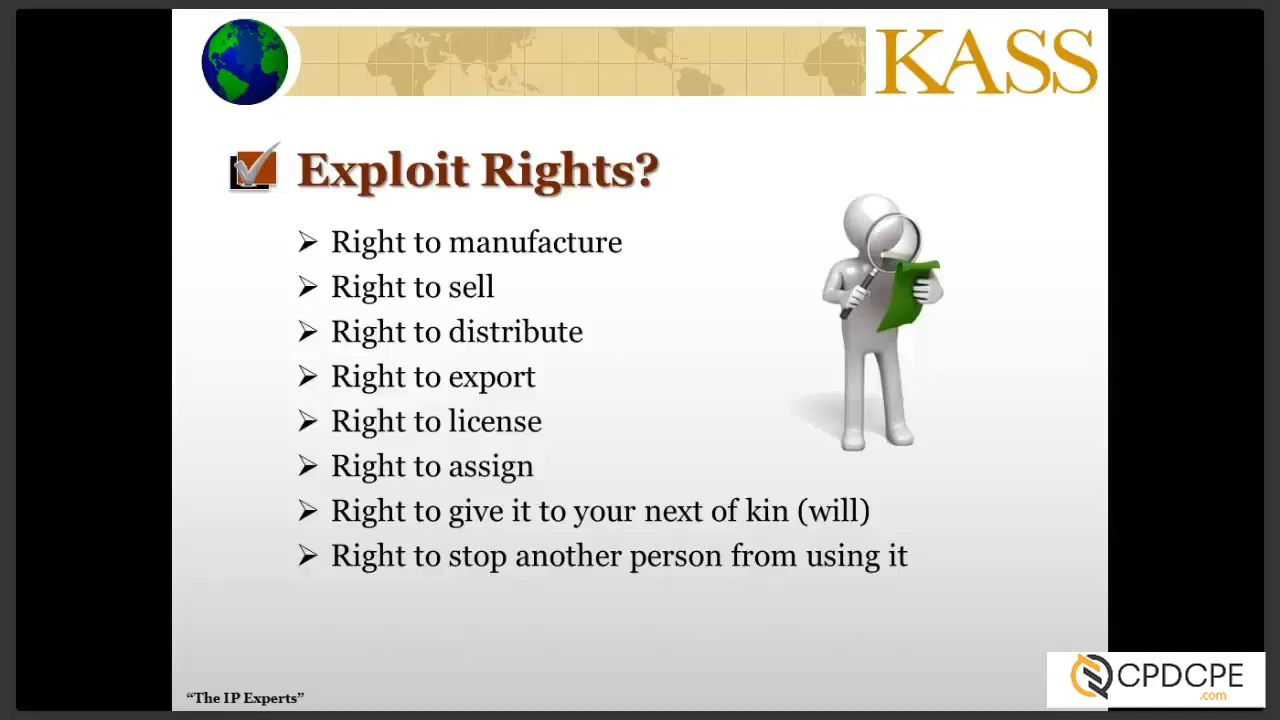 KASS
Exploit Rights?
Right to manufacture
Right to sell
Right to distribute
Right to export
Right to license
Right to assign
Right to give it to your next of kin (will)
Right to stop another person from using it
“The IP Experts”
CPDCPE
.com